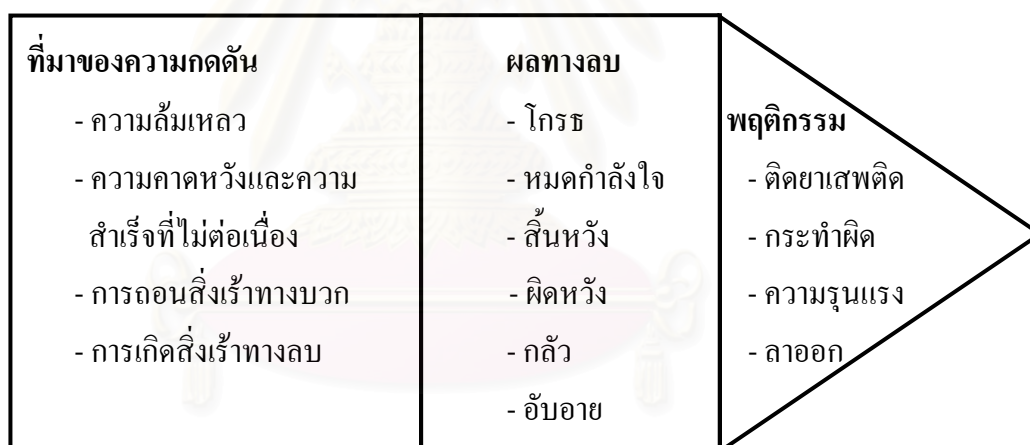 ที่มาของความกดดัน
- ความล้มเหลว
- ความคาดหวังและความ
สำเร็จที่ไม่ต่อเนื่อง
- การถอนสิ่งเร้าทางบวก
- การเกิดสิ่งเร้าทางลบ
ผลทางลบ
- โกรธ
- หมดกำลังใจ
- สิ้นหวัง
- ผิดหวัง
- กลัว
- อับอาย
พฤติกรรม
- ติดยาเสพติด
- กระทำผิด
- ความรุนแรง
- ลาออก